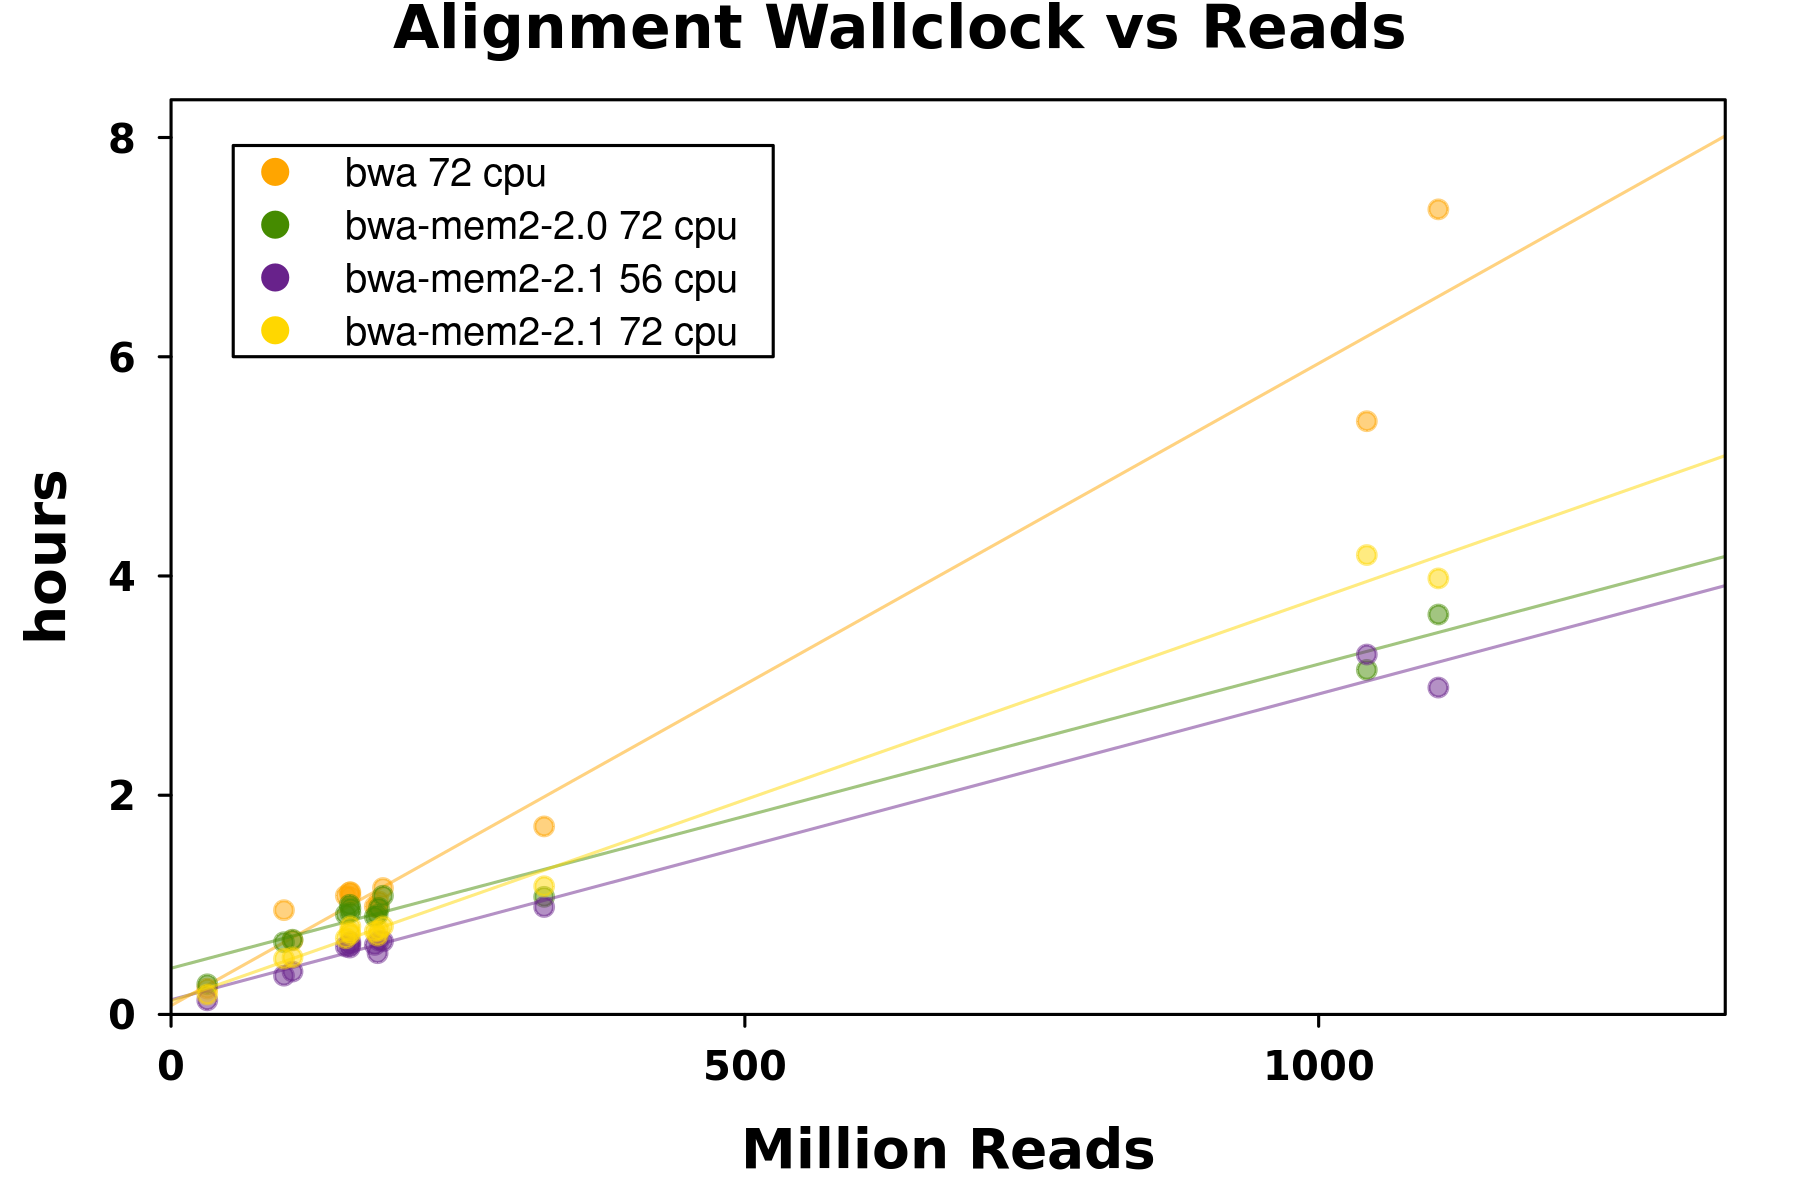 Alignment Wallclock vs Reads
8
bwa 72 cpu
bwa-mem2-2.0 72 cpu
bwa-mem2-2.1 56 cpu
bwa-mem2-2.1 72 cpu
6
hours
4
2
0
0 500 1000
Million Reads